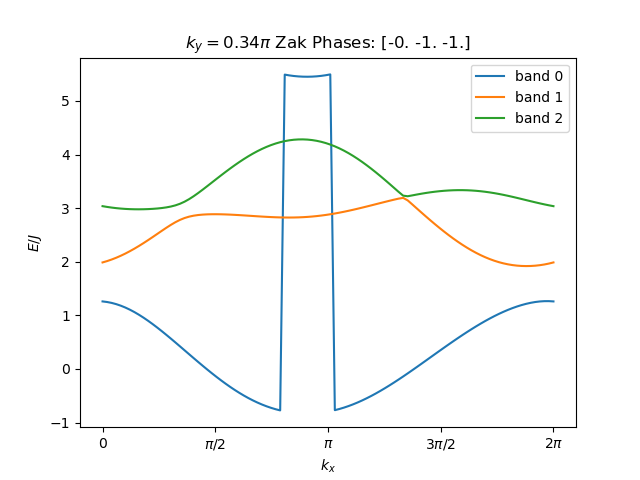 k_y = 0.34π Zak Phases: [-0. -1. -1.]
band 0
band 1
band 2
E/J
5
4
3
2
1
0
−1
0
π/2
π
3π/2
2π
k_x